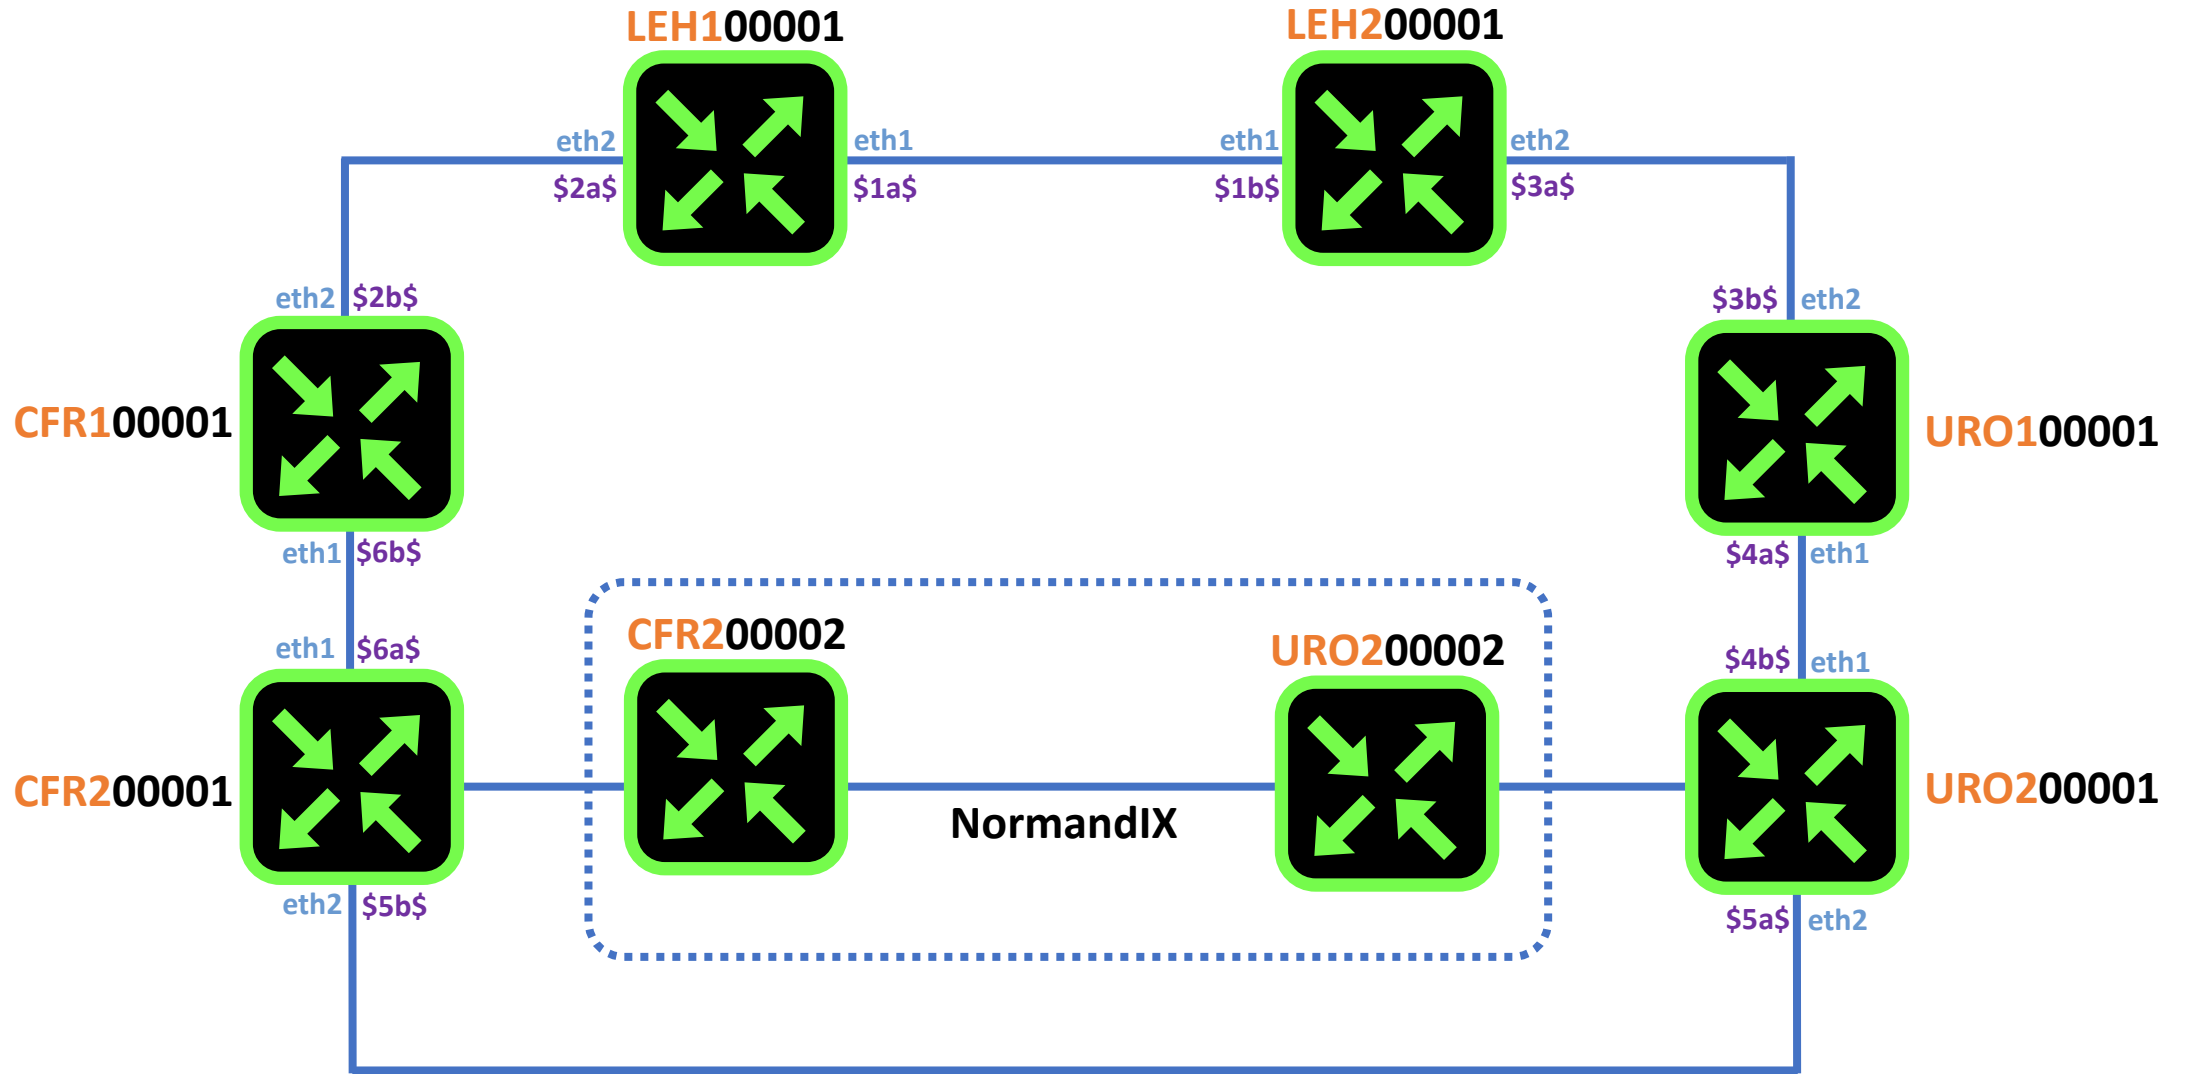 LEH100001
LEH200001
eth2
eth1
eth1
eth2
$2a$
$1a$
$1b$
$3a$
eth2
$2b$
$3b$
eth2
CFR100001
URO100001
eth1
$6b$
$4a$
eth1
CFR200002
URO200002
eth1
$6a$
$4b$
eth1
CFR200001
NormandIX
URO200001
eth2
$5b$
$5a$
eth2